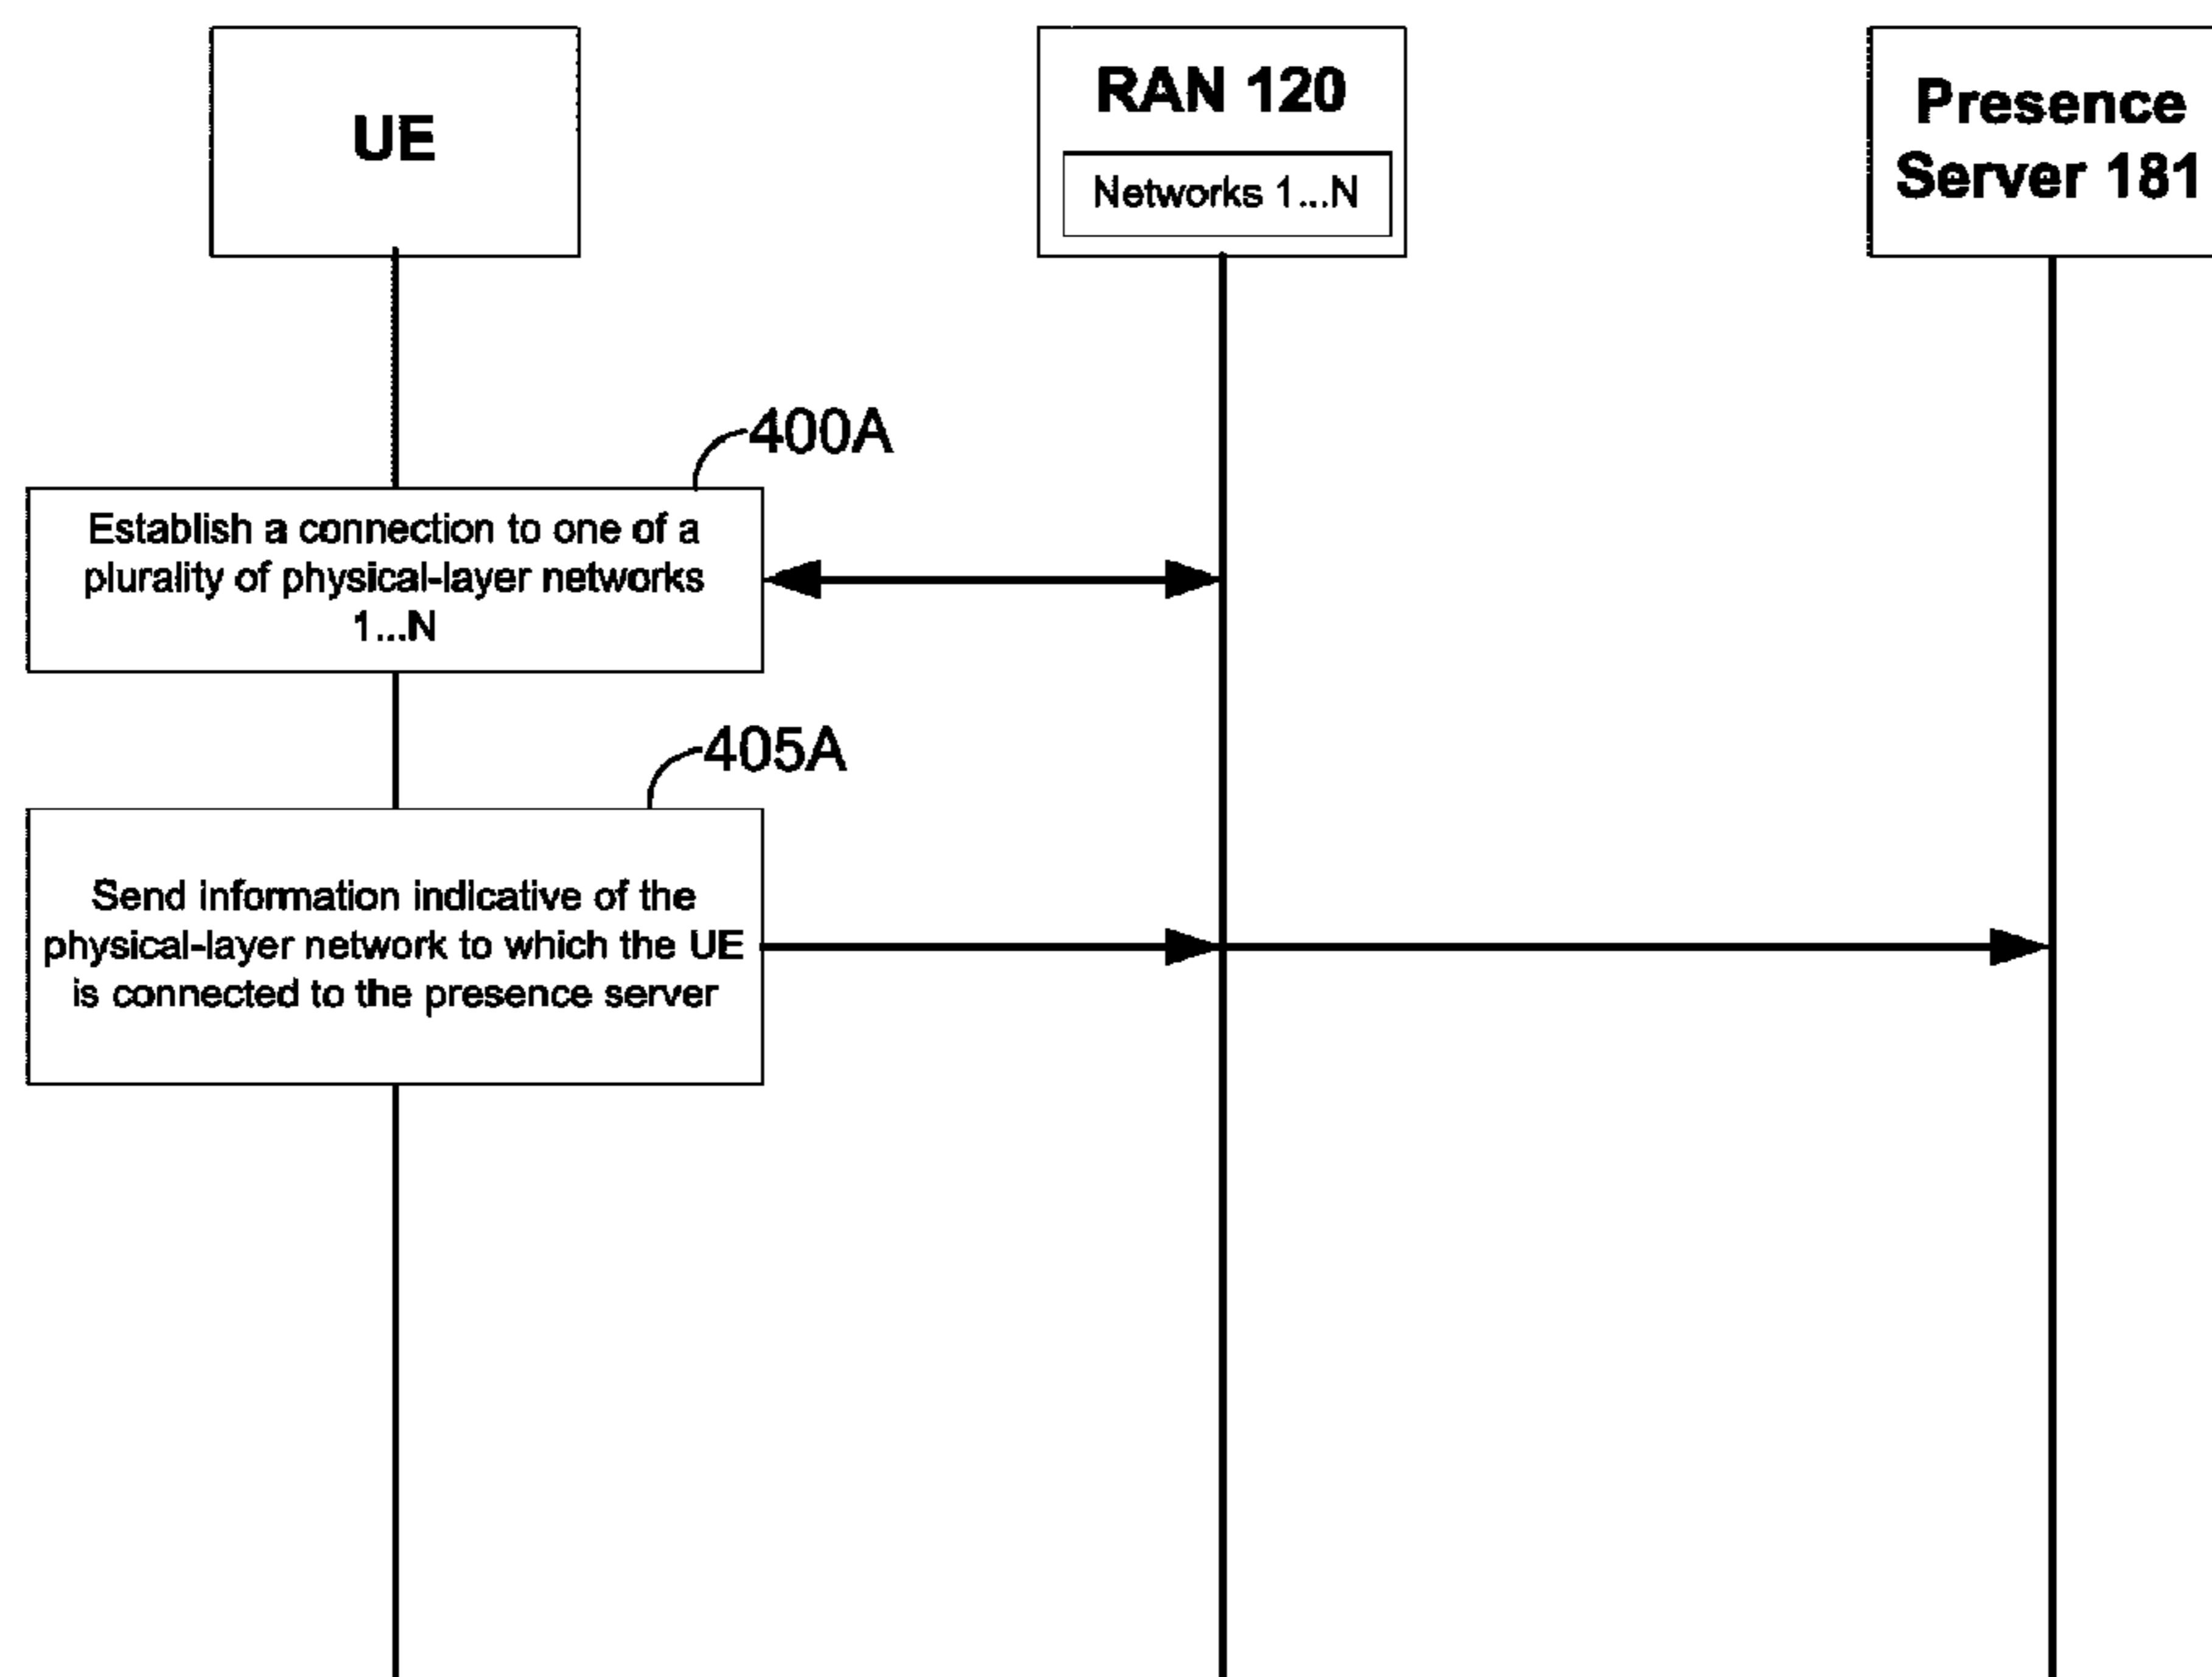 UE
RAN 120
Networks 1...N
Presence
Server 181
400A
Establish a connection to one of a
plurality of physical-layer networks
1...N
405A
Send information indicative of the
physical-layer network to which the UE
is connected to the presence server